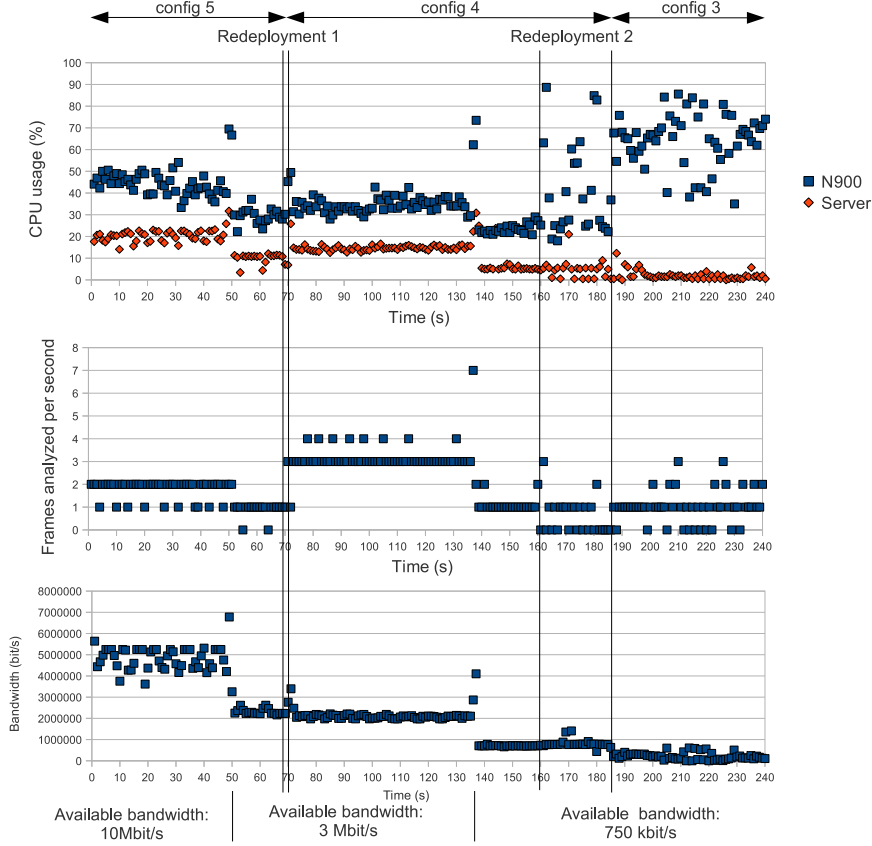 config 5 config 4 config 3
Redeployment 1 Redeployment 2
CPU usage (%)
100
90
80
70
60
50
40
30
20
10
0
0 10 20 30 40 50 60 70 80 90 100 110 120 130 140 150 160 170 180 190 200 210 220 230 240
Time (s)
N900
Server
Frames analyzed per second
8
7
6
5
4
3
2
1
0
0 10 20 30 40 50 60 70 80 90 100 110 120 130 140 150 160 170 180 190 200 210 220 230 240
Time (s)
Bandwidth (bit/s)
8000000
7000000
6000000
5000000
4000000
3000000
2000000
1000000
0
0 10 20 30 40 50 60 70 80 90 100 110 120 130 140 150 160 170 180 190 200 210 220 230 240
Time (s)
Available bandwidth:
10Mbit/s
Available bandwidth:
3 Mbit/s
Available bandwidth:
750 kbit/s